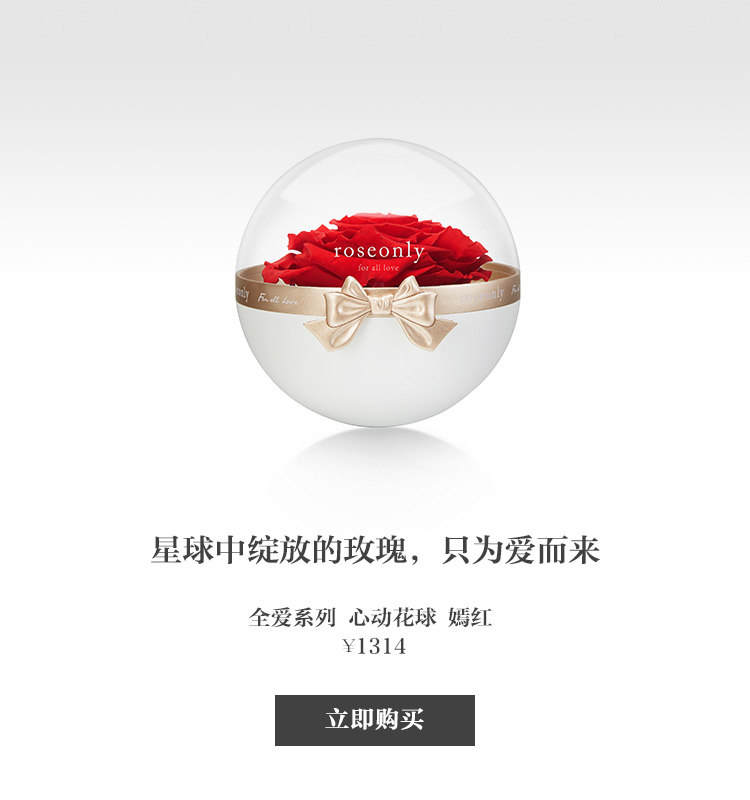 roseonly
for all love
For all Love
roseonly
星球中绽放的玫瑰，只为爱而来
全爱系列 心动花球 嫣红
¥1314
立即购买